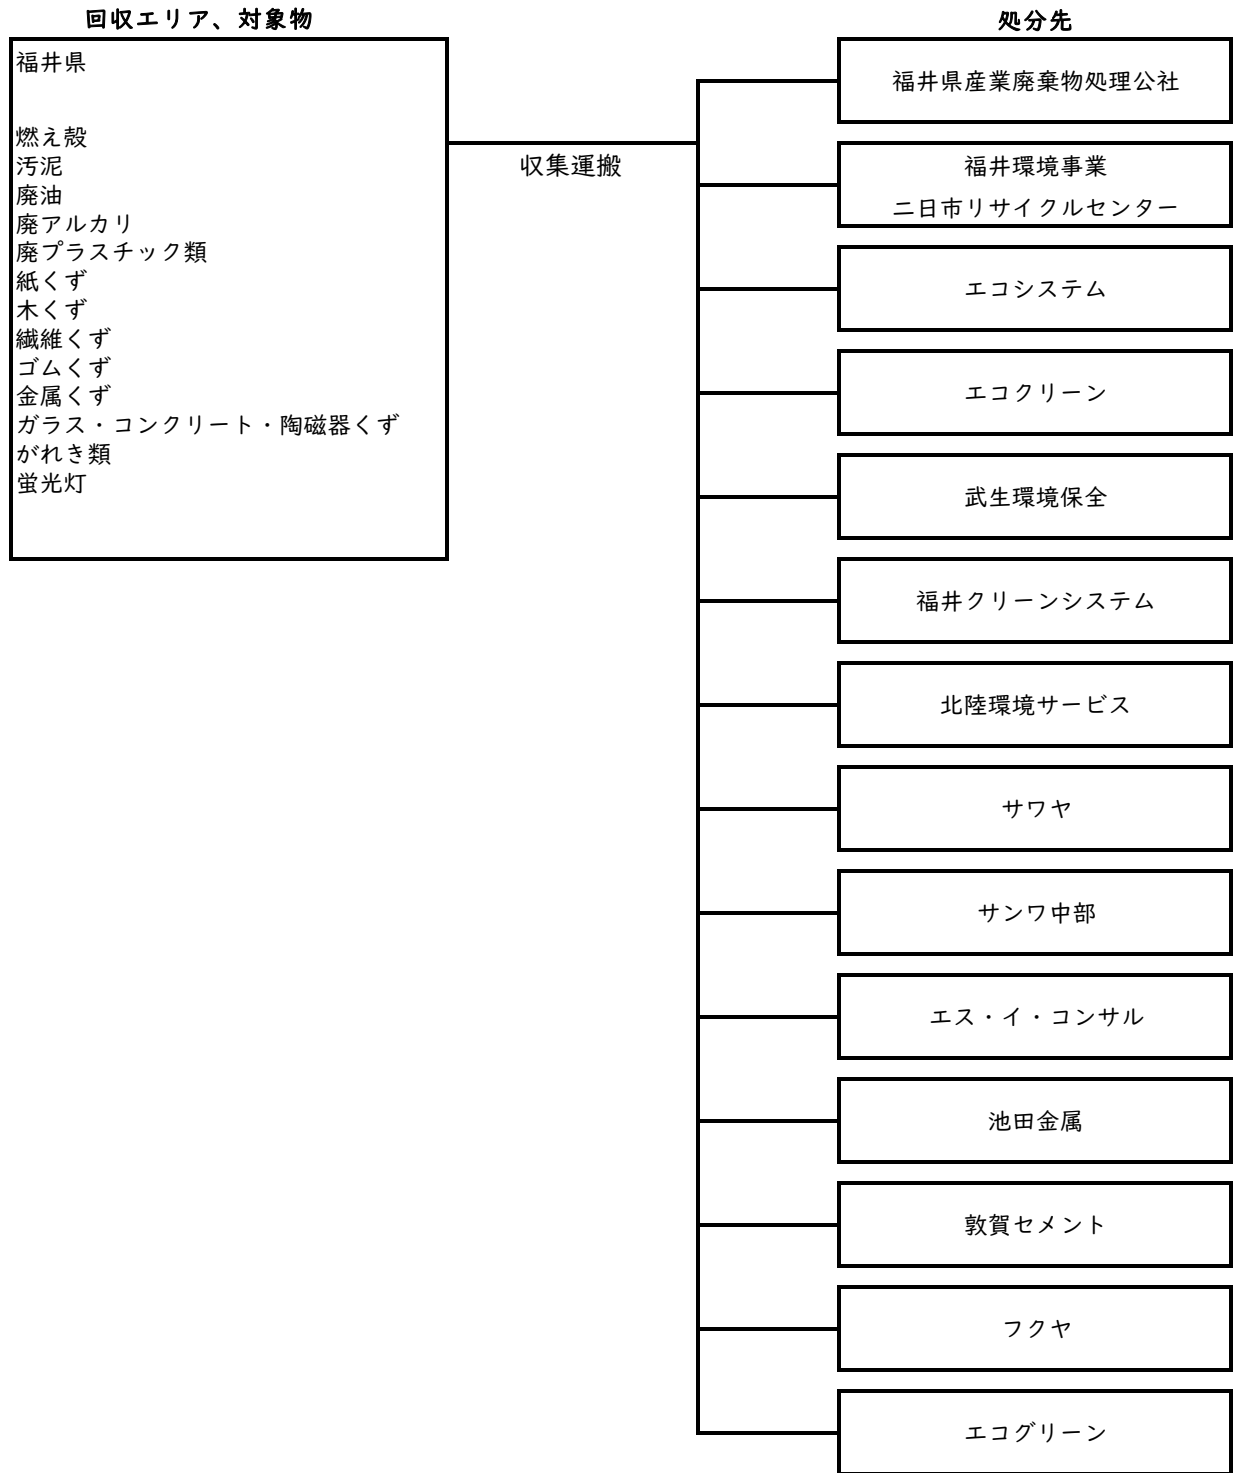 回収エリア、対象物
福井県
燃え殻
汚泥
廃油
廃アルカリ
廃プラスチック類
紙くず
木くず
繊維くず
ゴムくず
金属くず
ガラス・コンクリート・陶磁器くず
がれき類
蛍光灯
収集運搬
処分先
福井県産業廃棄物処理公社
福井環境事業
二日市リサイクルセンター
エコシステム
エコクリーン
武生環境保全
福井クリーンシステム
北陸環境サービス
サワヤ
サンワ中部
エス・イ・コンサル
池田金属
敦賀セメント
フクヤ
エコグリーン